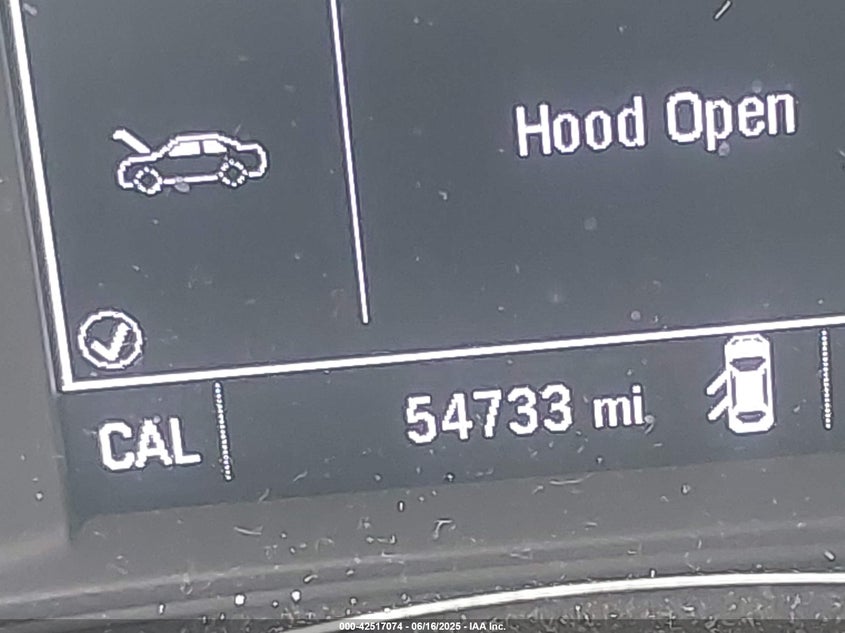 Hood Open
CAL 54733 mi
000-42517074 - 06/16/2025 - IAA Inc.